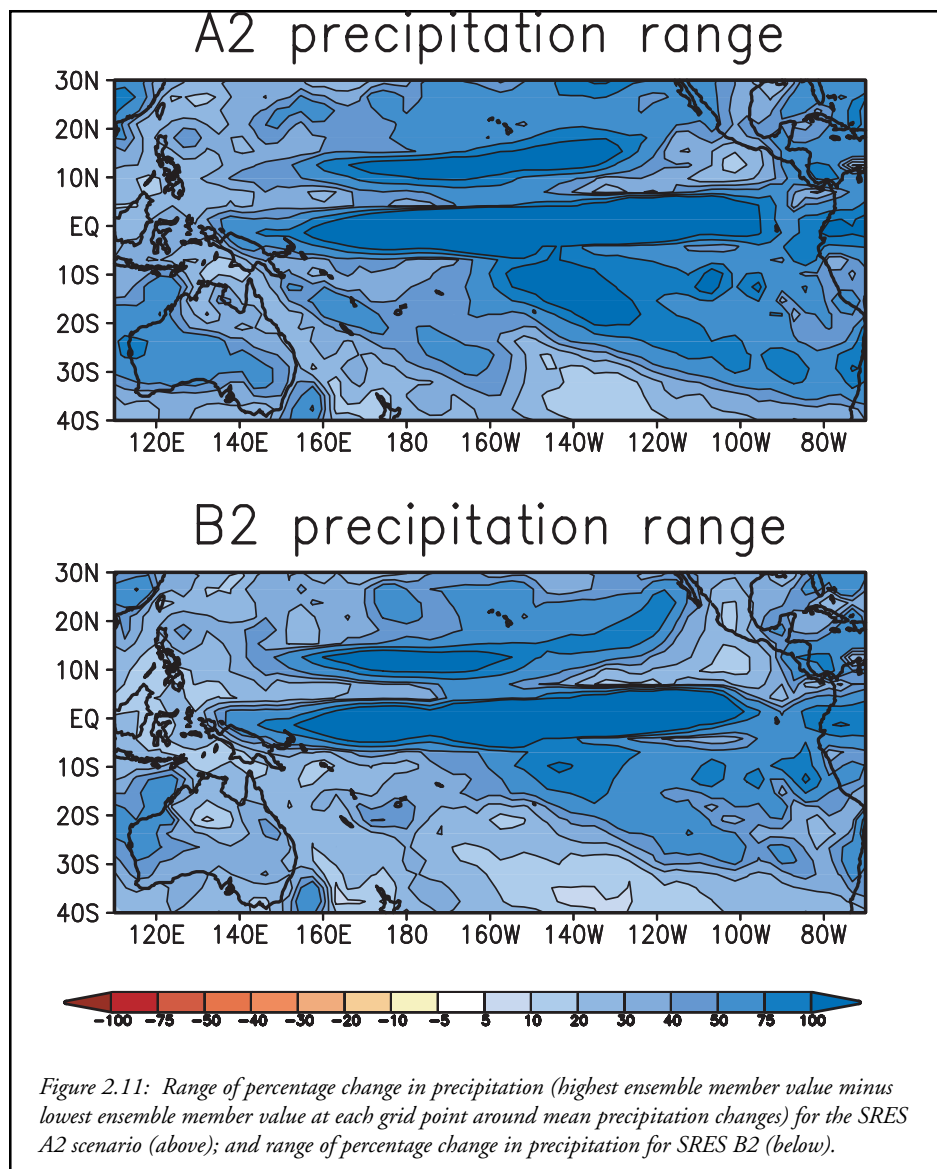 A2 precipitation range
30N
20N
10N
EQ
10S
20S
30S
40S
120E 140E 160E 180 160W 140W 120W 100W 80W
B2 precipitation range
30N
20N
10N
EQ
10S
20S
30S
40S
120E 140E 160E 180 160W 140W 120W 100W 80W
-100 -75 -50 -40 -30 -20 -10 -5 5 10 20 30 40 50 75 100
Figure 2.11: Range of percentage change in precipitation (highest ensemble member value minus
lowest ensemble member value at each grid point around mean precipitation changes) for the SRES
A2 scenario (above); and range of percentage change in precipitation for SRES B2 (below).